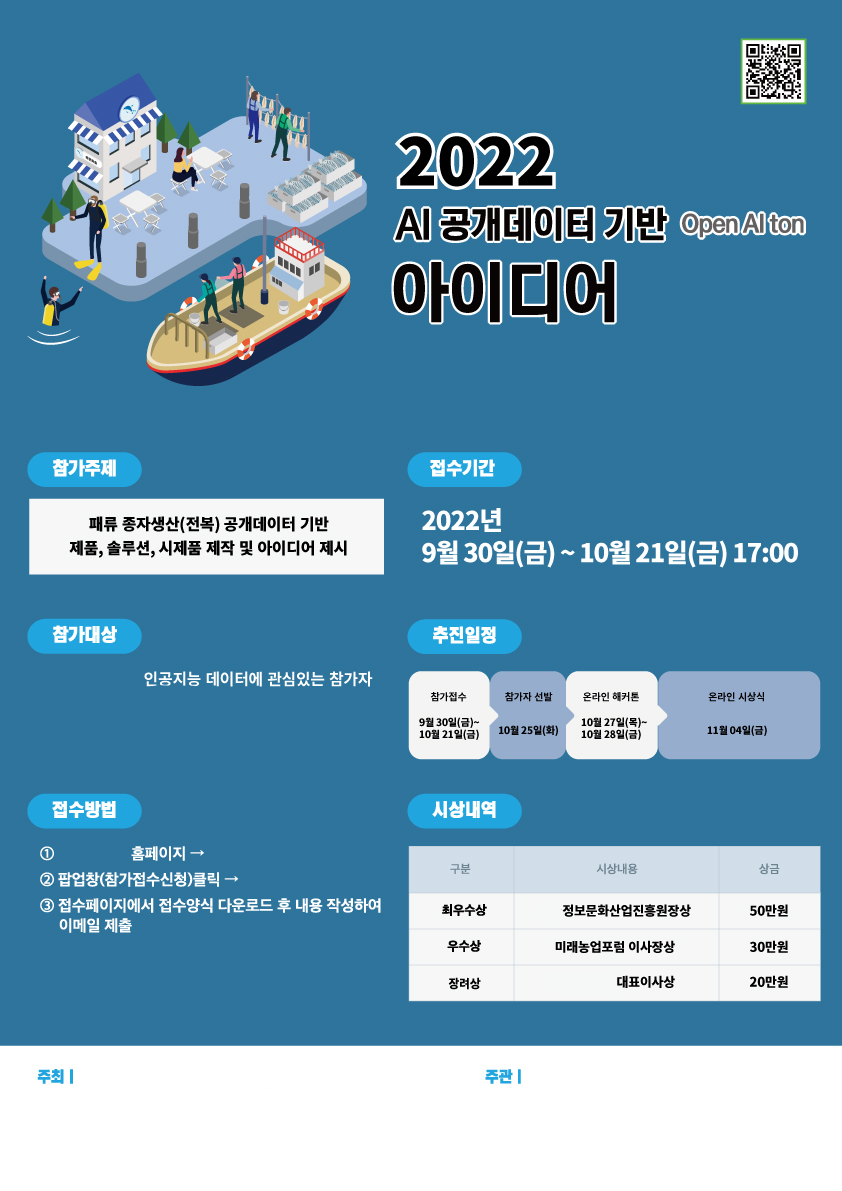 2022
AI 공개데이터 기반 Open AI ton
아이디어
참가주제
패류 종자생산(전복) 공개데이터 기반
제품, 솔루션, 시제품 제작 및 아이디어 제시
접수기간
2022년
9월 30일(금) ~ 10월 21일(금) 17:00
참가대상
인공지능 데이터에 관심있는 참가자
추진일정
참가접수
9월 30일(금)~
10월 21일(금)
참가자 선발
10월 25일(화)
온라인 해커톤
10월 27일(목)~
10월 28일(금)
온라인 시상식
11월 04일(금)
접수방법
① 홈페이지 →
② 팝업창(참가접수신청)클릭 →
③ 접수페이지에서 접수양식 다운로드 후 내용 작성하여
이메일 제출
시상내역
구분 시상내용 상금
최우수상 정보문화산업진흥원장상 50만원
우수상 미래농업포럼 이사장상 30만원
장려상 대표이사상 20만원
주최 |
주관 |